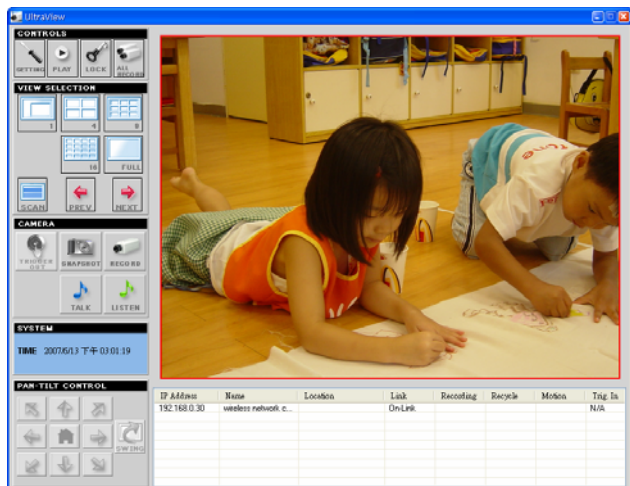 UltraView
CONTROLS
SETTING PLAY LOCK ALL RECORD
VIEW SELECTION
1 4 9
16 FULL
SCAN PREV NEXT
CAMERA
TRIGGER OUT SNAPSHOT RECORD
TALK LISTEN
SYSTEM
TIME 2007/6/13 下午 03:01:19
PAN-TILT CONTROL
SWING
IP Address Name Location Link Recording Recycle Motion Trig. In
192.168.0.30 wireless network c... On-Link N/A